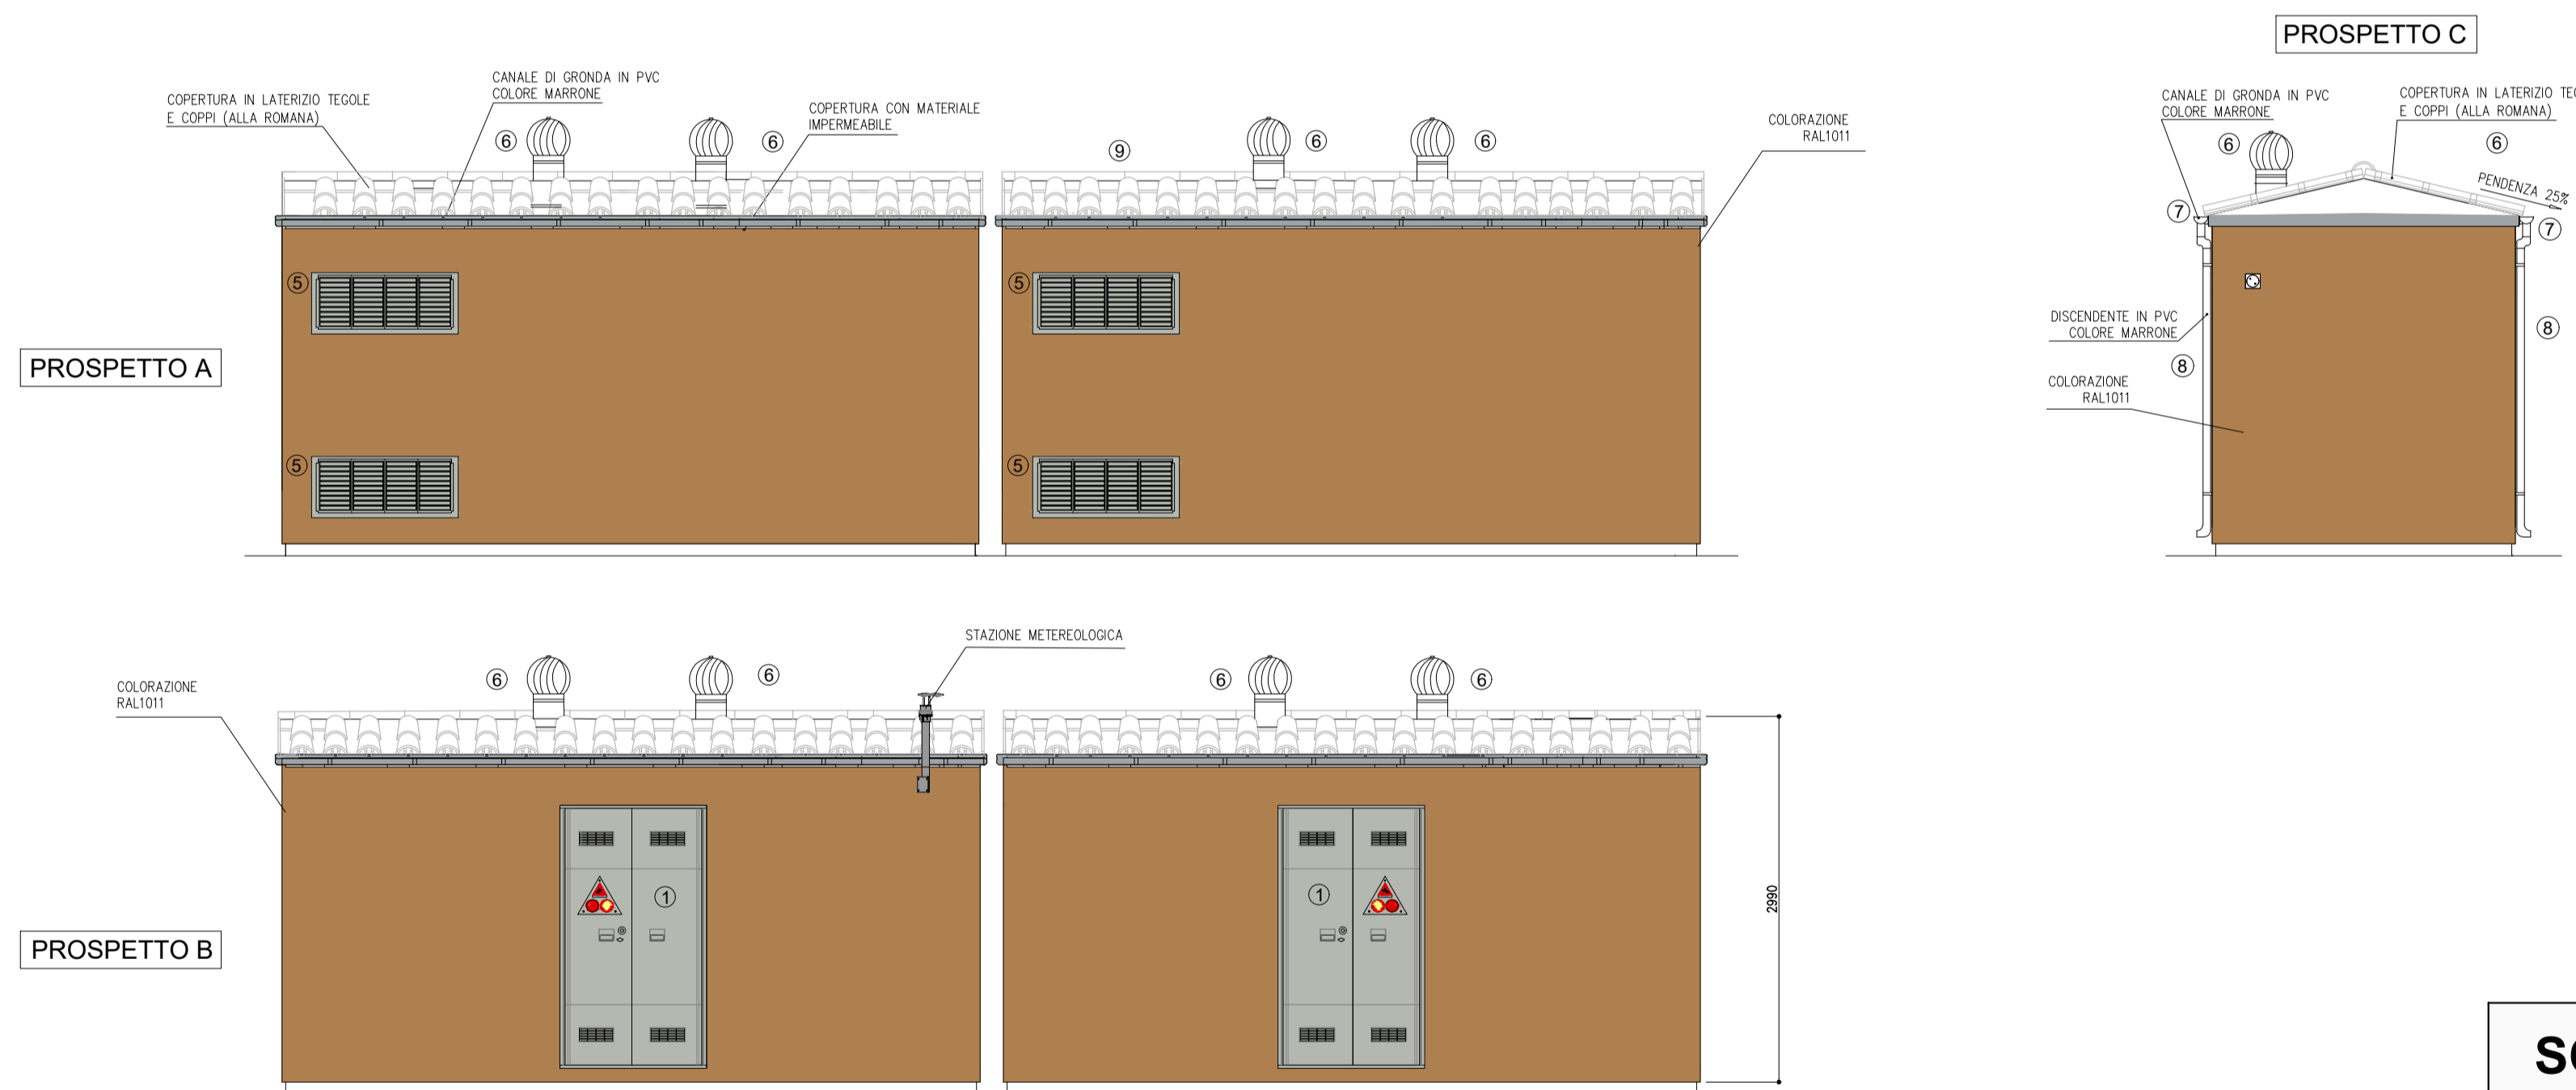 PROSPETTO C
CANALE DI GRONDA IN PVC
COLORE MARRONE
COPERTURA IN LATERIZIO TEGOLE
E COPPI (ALLA ROMANA)
COPERTURA CON MATERIALE
IMPERMEABILE
COLORAZIONE
RAL1011
6
6
9
6
6
5
5
5
5
PROSPETTO A
CANALE DI GRONDA IN PVC
COLORE MARRONE
COPERTURA IN LATERIZIO
E COPPI (ALLA ROMANA)
6
6
PENDENZA 25%
7
7
DISCENDENTE IN PVC
COLORE MARRONE
8
8
COLORAZIONE
RAL1011
STAZIONE METEREOLOGICA
COLORAZIONE
RAL1011
6
6
6
6
1
1
2990
PROSPETTO B